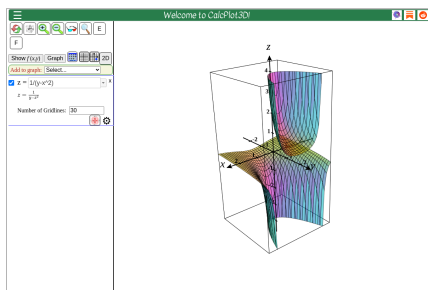 Welcome to CalcPlot3D!
E
F
Show f(x,y) Graph 2D
Add to graph: Select...
z = 1/(y-x^2)
z = 1/(y-x²)
Number of Gridlines: 30
z
4
3
2
1
-2
2
x